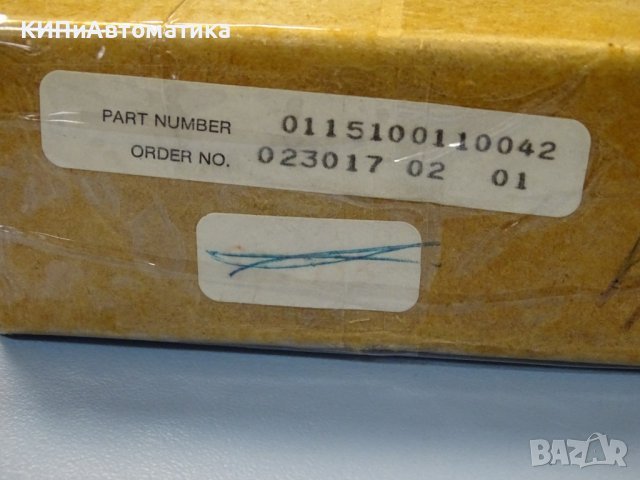 КИПиАвтоматика
PART NUMBER 0115100110042
ORDER NO. 023017 02 01
BAZAR